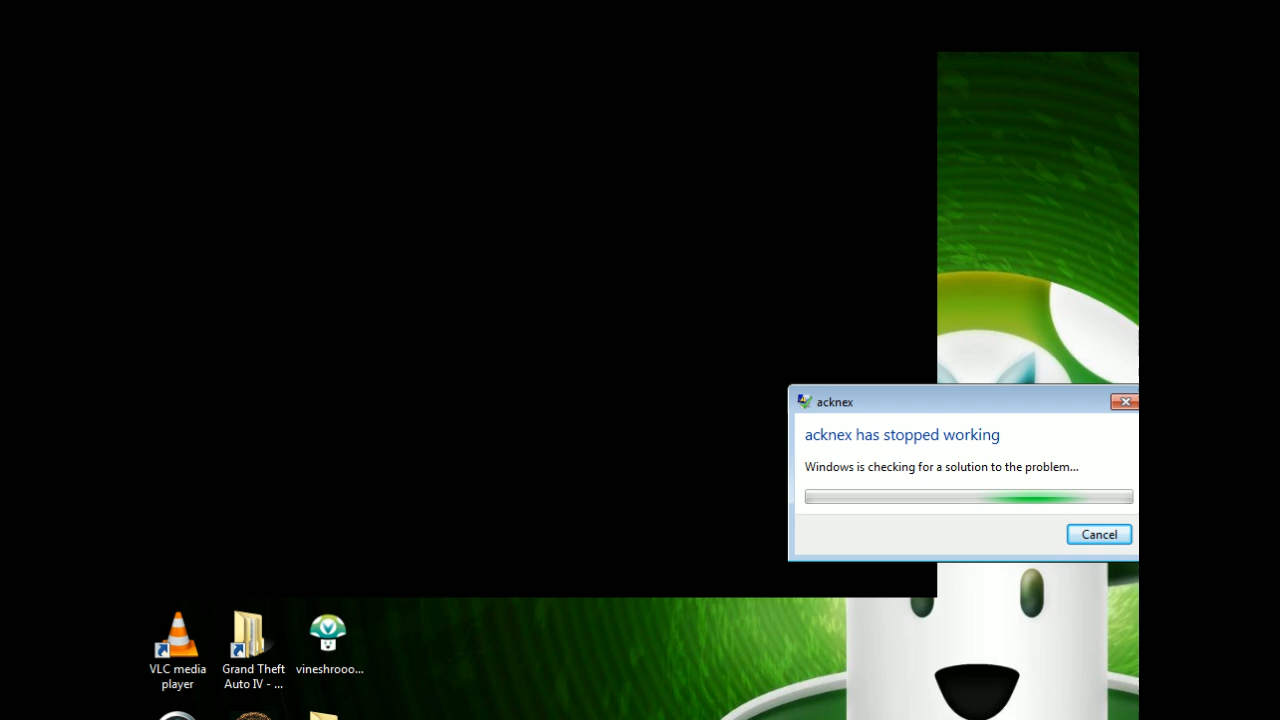 acknex
acknex has stopped working
Windows is checking for a solution to the problem...
Cancel
VLC media
player
Grand Theft
Auto IV - ...
vineshrooo...